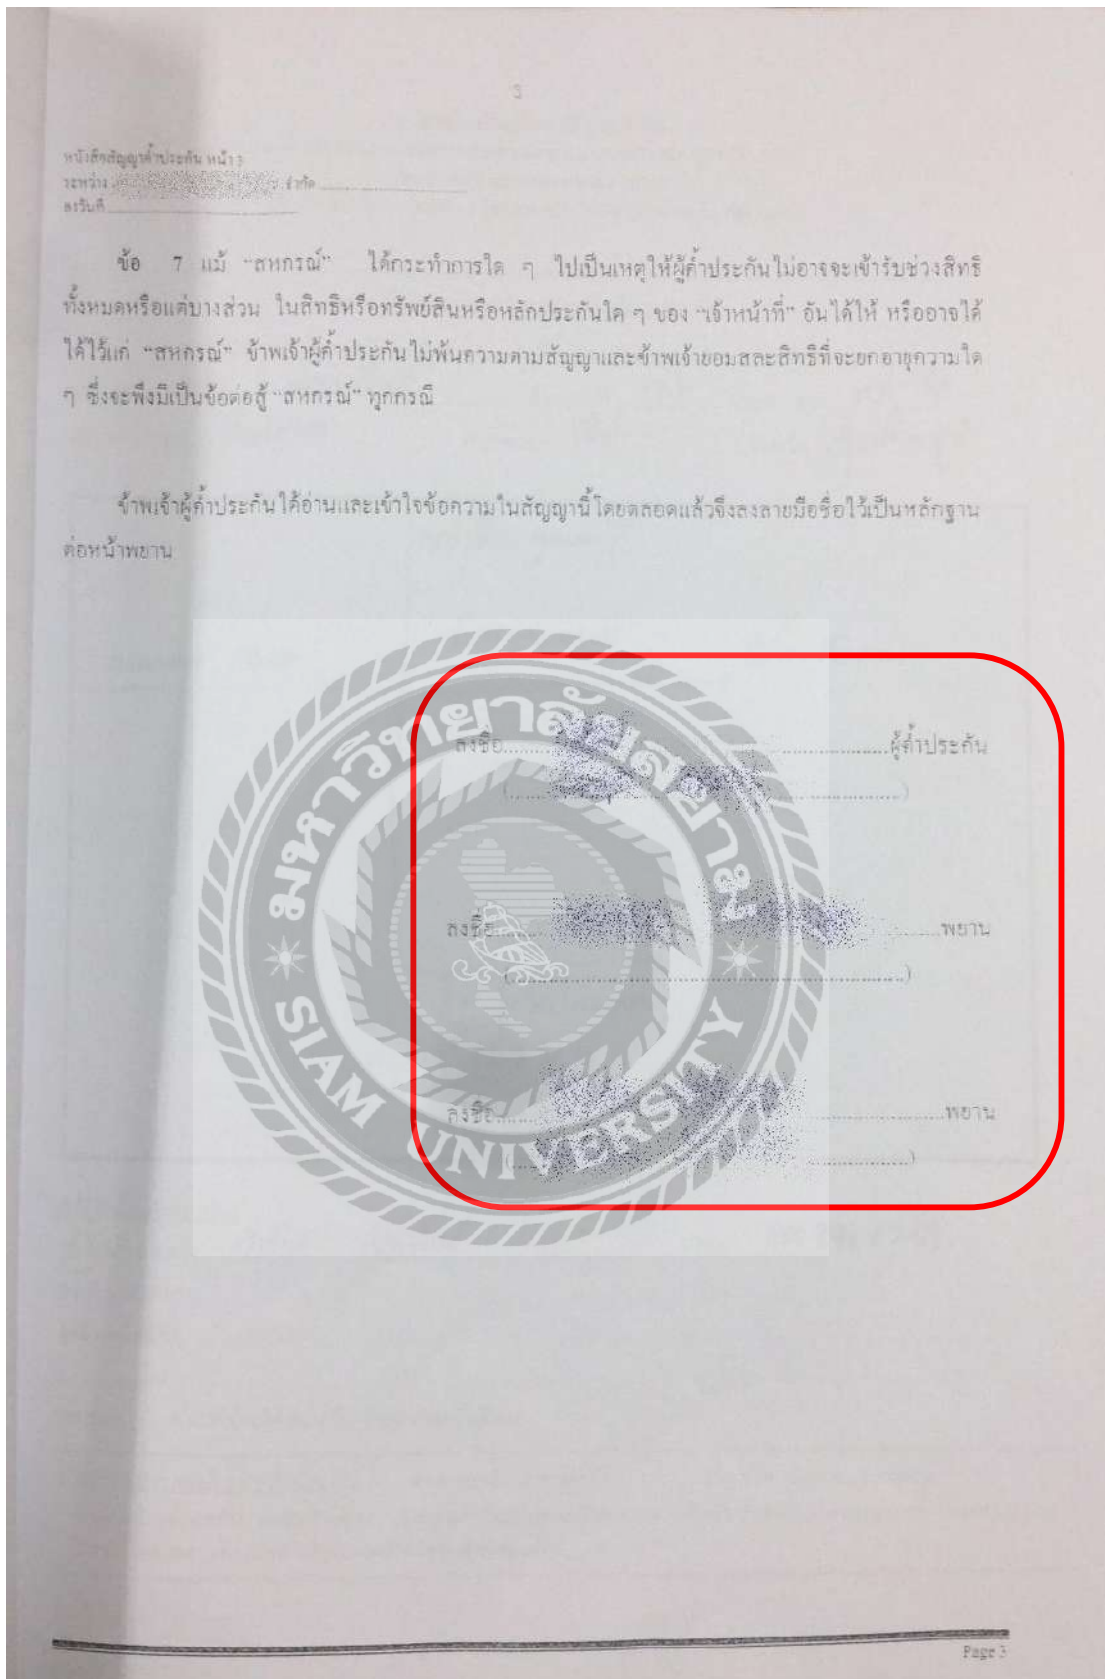 3
หนังสือสัญญาค้ำประกัน หน้า 3
ระหว่าง จำกัด
ลงวันที่
ข้อ 7 แม้ “สหกรณ์” ได้กระทำการใด ๆ ไปเป็นเหตุให้ผู้ค้ำประกันไม่อาจจะเข้ารับช่วงสิทธิ
ทั้งหมดหรือแต่บางส่วน ในสิทธิหรือทรัพย์สินหรือหลักประกันใด ๆ ของ “เจ้าหน้าที่” อันได้ให้ หรืออาจได้
ได้ไว้แก่ “สหกรณ์” ข้าพเจ้าผู้ค้ำประกันไม่พ้นความตามสัญญาและข้าพเจ้ายอมสละสิทธิที่จะยกอายุความใด
ๆ ซึ่งจะพึงมีเป็นข้อต่อสู้ “สหกรณ์” ทุกกรณี
ข้าพเจ้าผู้ค้ำประกันได้อ่านและเข้าใจข้อความในสัญญานี้โดยตลอดแล้วจึงลงลายมือชื่อไว้เป็นหลักฐาน
ต่อหน้าพยาน
มหาวิทยาลัยสยาม
ลงชื่อ..........ผู้ค้ำประกัน
(..........)
ลงชื่อ..........พยาน
(..........)
ลงชื่อ..........พยาน
(..........)
SIAM UNIVERSITY
Page 3